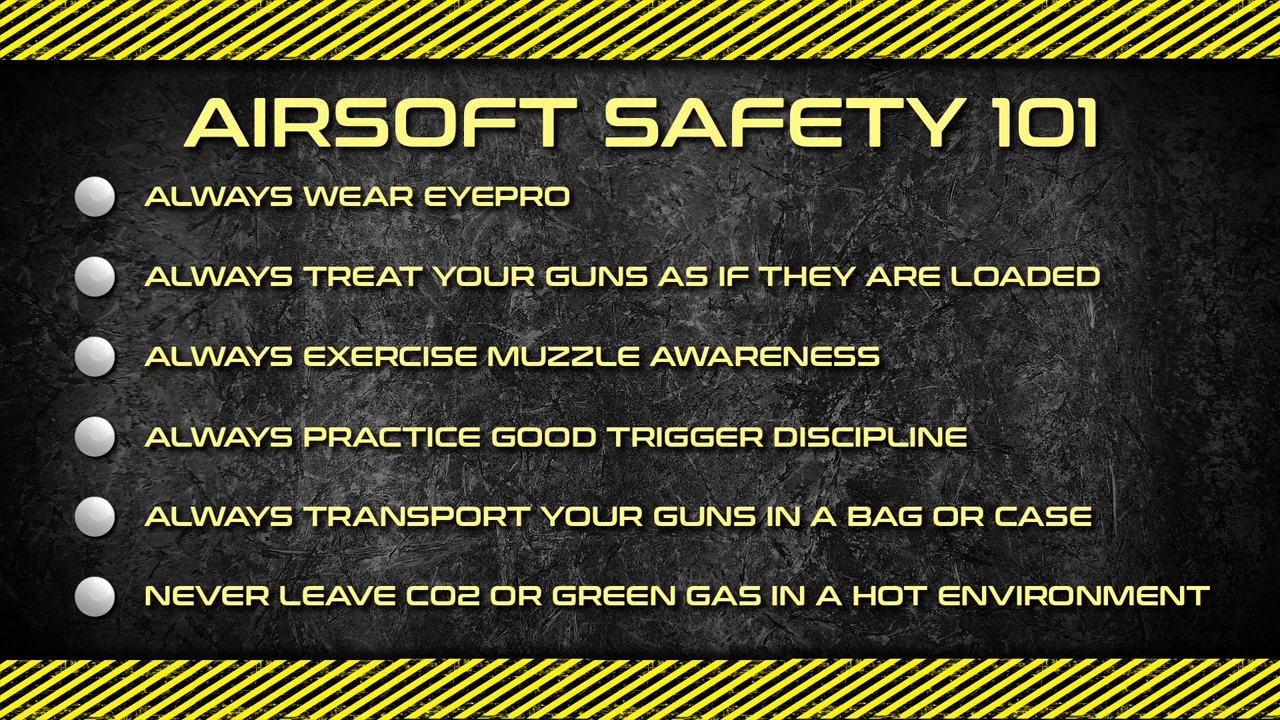 AIRSOFT SAFETY 101
ALWAYS WEAR EYEPRO
ALWAYS TREAT YOUR GUNS AS IF THEY ARE LOADED
ALWAYS EXERCISE MUZZLE AWARENESS
ALWAYS PRACTICE GOOD TRIGGER DISCIPLINE
ALWAYS TRANSPORT YOUR GUNS IN A BAG OR CASE
NEVER LEAVE CO2 OR GREEN GAS IN A HOT ENVIRONMENT